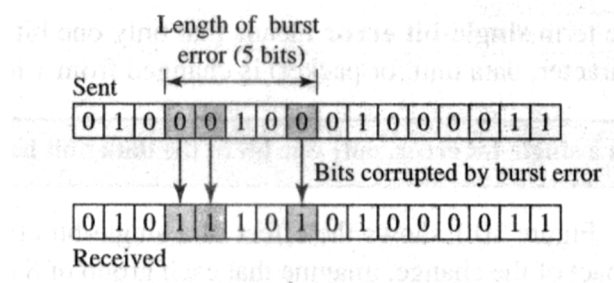 Length of burst
error (5 bits)
Sent
0 1 0 0 0 1 0 0 0 1 0 0 0 0 1 1
Bits corrupted by burst error
0 1 0 1 1 1 0 1 0 1 0 0 0 0 1 1
Received